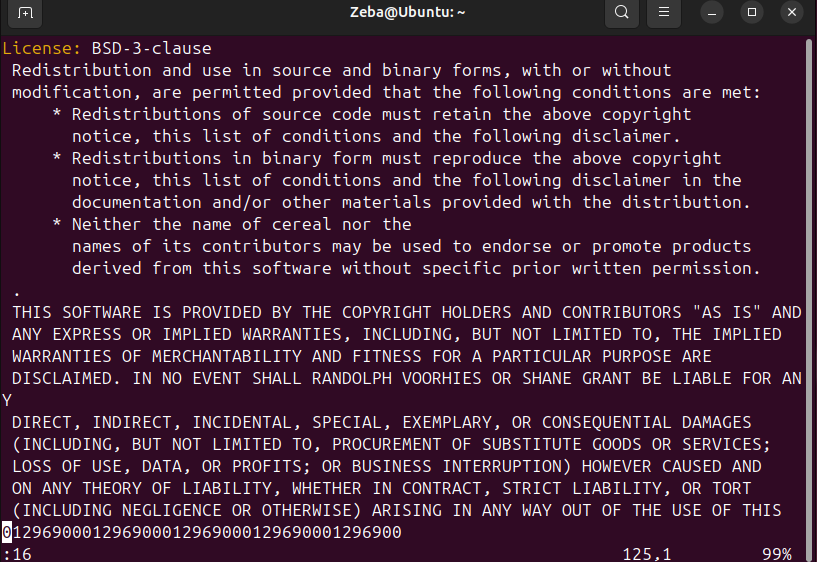 Zeba@Ubuntu: ~
License: BSD-3-clause
Redistribution and use in source and binary forms, with or without
modification, are permitted provided that the following conditions are met:
* Redistributions of source code must retain the above copyright
notice, this list of conditions and the following disclaimer.
* Redistributions in binary form must reproduce the above copyright
notice, this list of conditions and the following disclaimer in the
documentation and/or other materials provided with the distribution.
* Neither the name of cereal nor the
names of its contributors may be used to endorse or promote products
derived from this software without specific prior written permission.
.
THIS SOFTWARE IS PROVIDED BY THE COPYRIGHT HOLDERS AND CONTRIBUTORS "AS IS" AND
ANY EXPRESS OR IMPLIED WARRANTIES, INCLUDING, BUT NOT LIMITED TO, THE IMPLIED
WARRANTIES OF MERCHANTABILITY AND FITNESS FOR A PARTICULAR PURPOSE ARE
DISCLAIMED. IN NO EVENT SHALL RANDOLPH VOORHIES OR SHANE GRANT BE LIABLE FOR AN
Y
DIRECT, INDIRECT, INCIDENTAL, SPECIAL, EXEMPLARY, OR CONSEQUENTIAL DAMAGES
(INCLUDING, BUT NOT LIMITED TO, PROCUREMENT OF SUBSTITUTE GOODS OR SERVICES;
LOSS OF USE, DATA, OR PROFITS; OR BUSINESS INTERRUPTION) HOWEVER CAUSED AND
ON ANY THEORY OF LIABILITY, WHETHER IN CONTRACT, STRICT LIABILITY, OR TORT
(INCLUDING NEGLIGENCE OR OTHERWISE) ARISING IN ANY WAY OUT OF THE USE OF THIS
0129690001296900012969000129690001296900
:16 125,1 99%